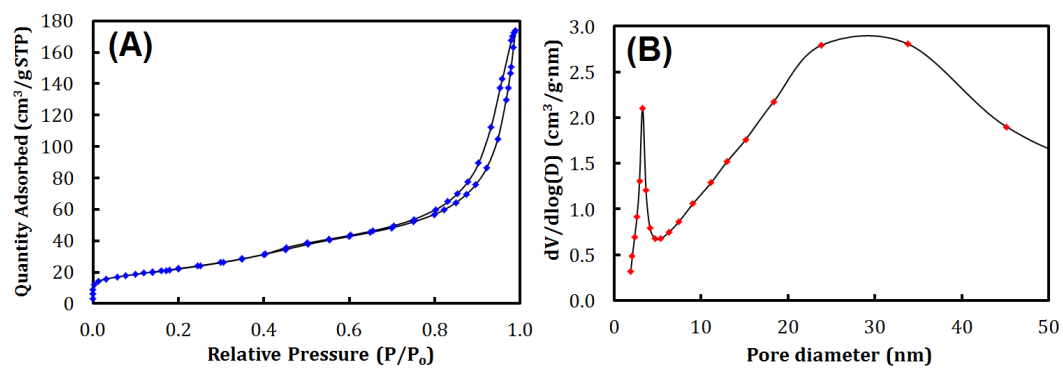 (A)
Quantity Adsorbed (cm³/g STP)
180
160
140
120
100
80
60
40
20
0
0.0 0.2 0.4 0.6 0.8 1.0
Relative Pressure (P/Pₒ)
(B)
dV/dlog(D) (cm³/g·nm)
3.0
2.5
2.0
1.5
1.0
0.5
0.0
0 10 20 30 40 50
Pore diameter (nm)